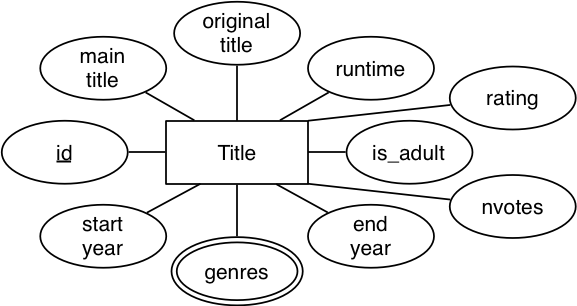 original
title
main
title
runtime
rating
id
Title
is_adult
start
year
genres
end
year
nvotes